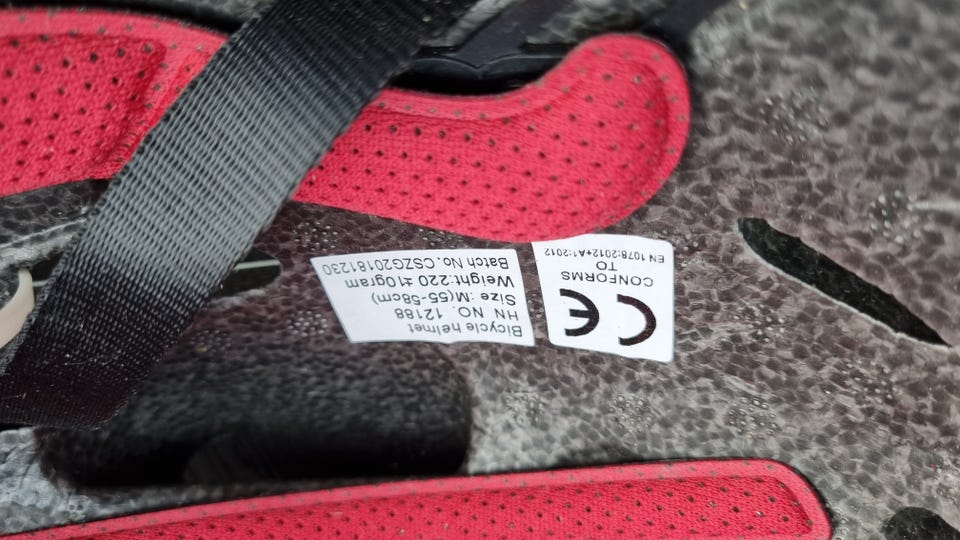 Bicycle helmet
HN NO. 12188
Size :M(55-58cm)
Weight:220 ±10gram
Batch No.CSZG20181230
CE
CONFORMS
TO
EN 1078:2012+A1:2012